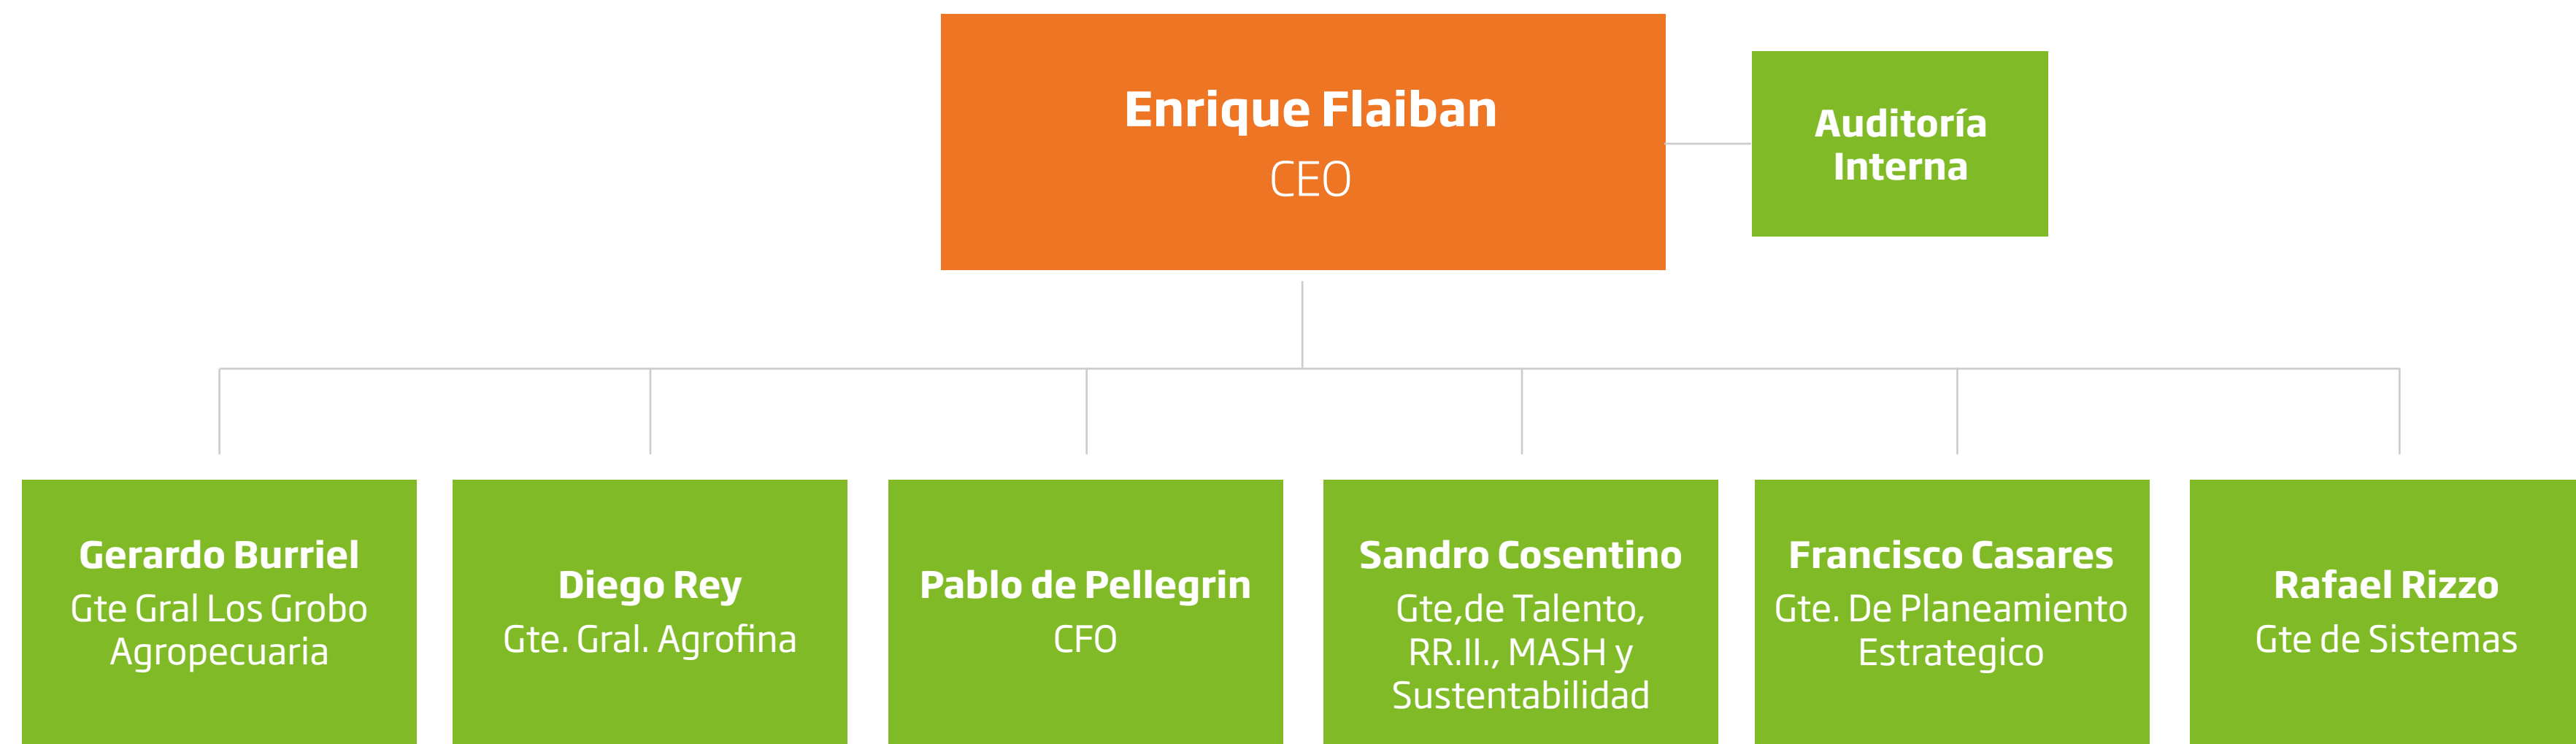 Enrique Flaiban
CEO
Auditoría
Interna
Gerardo Burriel
Gte Gral Los Grobo
Agropecuaria
Diego Rey
Gte. Gral. Agrofina
Pablo de Pellegrin
CFO
Sandro Cosentino
Gte,de Talento,
RR.II., MASH y
Sustentabilidad
Francisco Casares
Gte. De Planeamiento
Estrategico
Rafael Rizzo
Gte de Sistemas